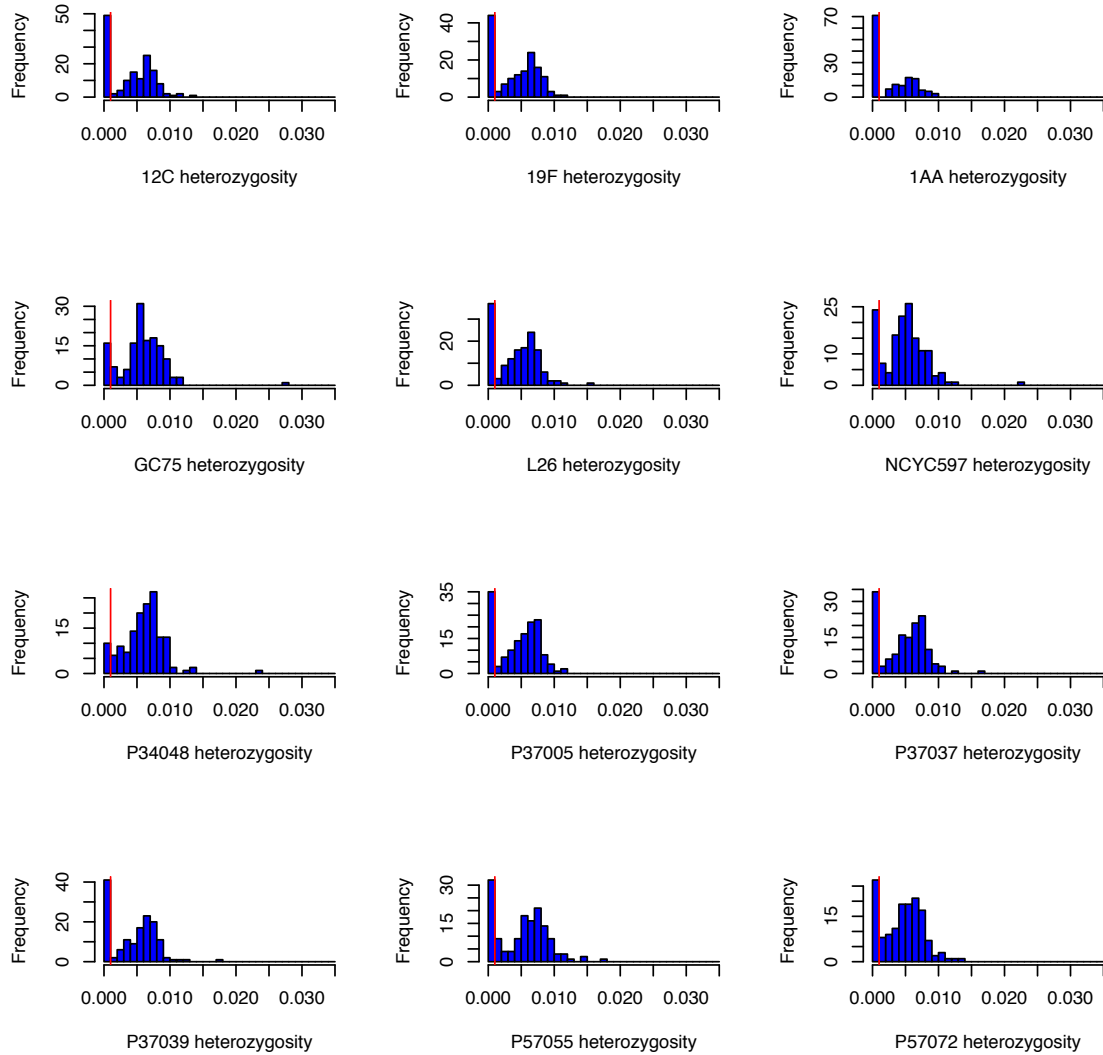 Frequency
0 20 50
0.000 0.010 0.020 0.030
12C heterozygosity
Frequency
0 20 40
0.000 0.010 0.020 0.030
19F heterozygosity
Frequency
0 30 70
0.000 0.010 0.020 0.030
1AA heterozygosity
Frequency
0 15 30
0.000 0.010 0.020 0.030
GC75 heterozygosity
Frequency
0 20
0.000 0.010 0.020 0.030
L26 heterozygosity
Frequency
0 10 25
0.000 0.010 0.020 0.030
NCYC597 heterozygosity
Frequency
0 15
0.000 0.010 0.020 0.030
P34048 heterozygosity
Frequency
0 15 35
0.000 0.010 0.020 0.030
P37005 heterozygosity
Frequency
0 15 30
0.000 0.010 0.020 0.030
P37037 heterozygosity
Frequency
0 20 40
0.000 0.010 0.020 0.030
P37039 heterozygosity
Frequency
0 15 30
0.000 0.010 0.020 0.030
P57055 heterozygosity
Frequency
0 15
0.000 0.010 0.020 0.030
P57072 heterozygosity